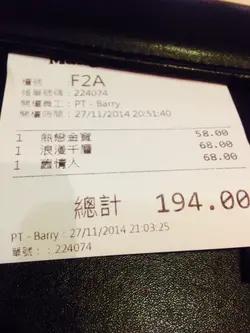 檯號 F2A
帳單號碼：224074
開檯員工：PT - Barry
開檯時間：27/11/2014 20:51:40
1 熱戀金寶 58.00
1 浪漫千層 68.00
1 舊情人 68.00
總計 194.00
PT - Barry：27/11/2014 21:03:25
單號：：224074